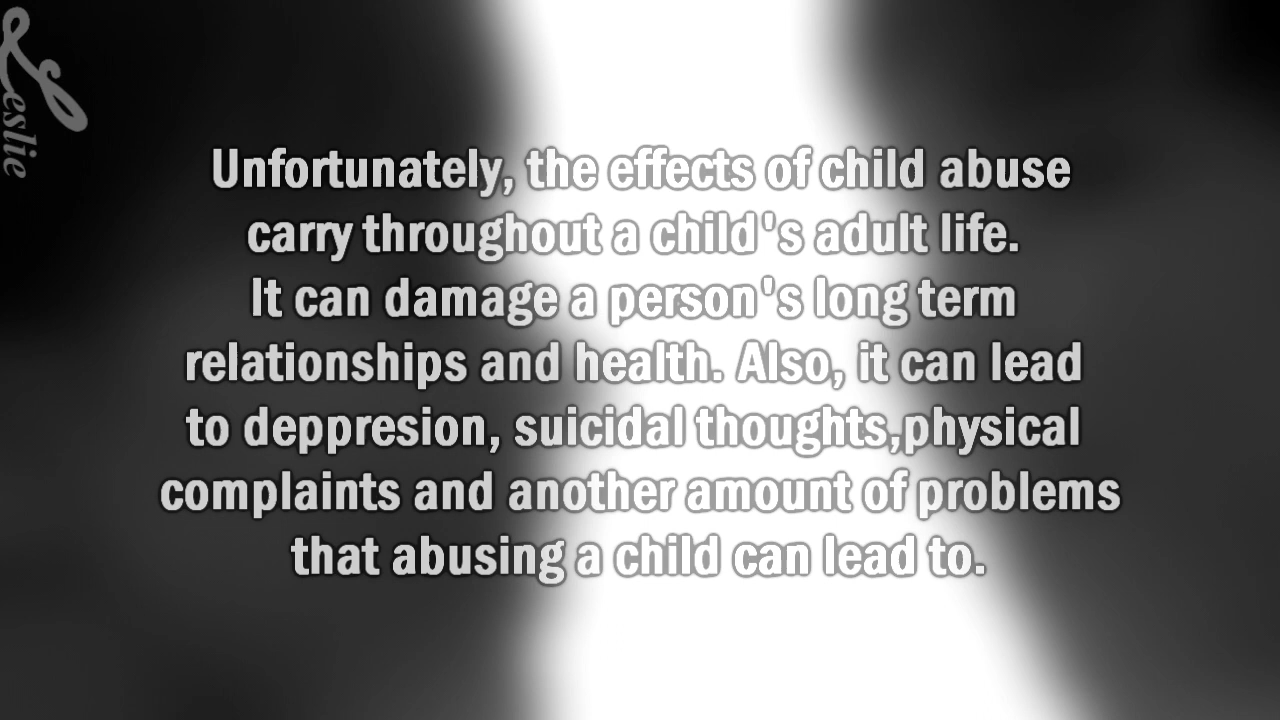 Leslie
Unfortunately, the effects of child abuse
carry throughout a child's adult life.
It can damage a person's long term
relationships and health. Also, it can lead
to deppresion, suicidal thoughts,physical
complaints and another amount of problems
that abusing a child can lead to.